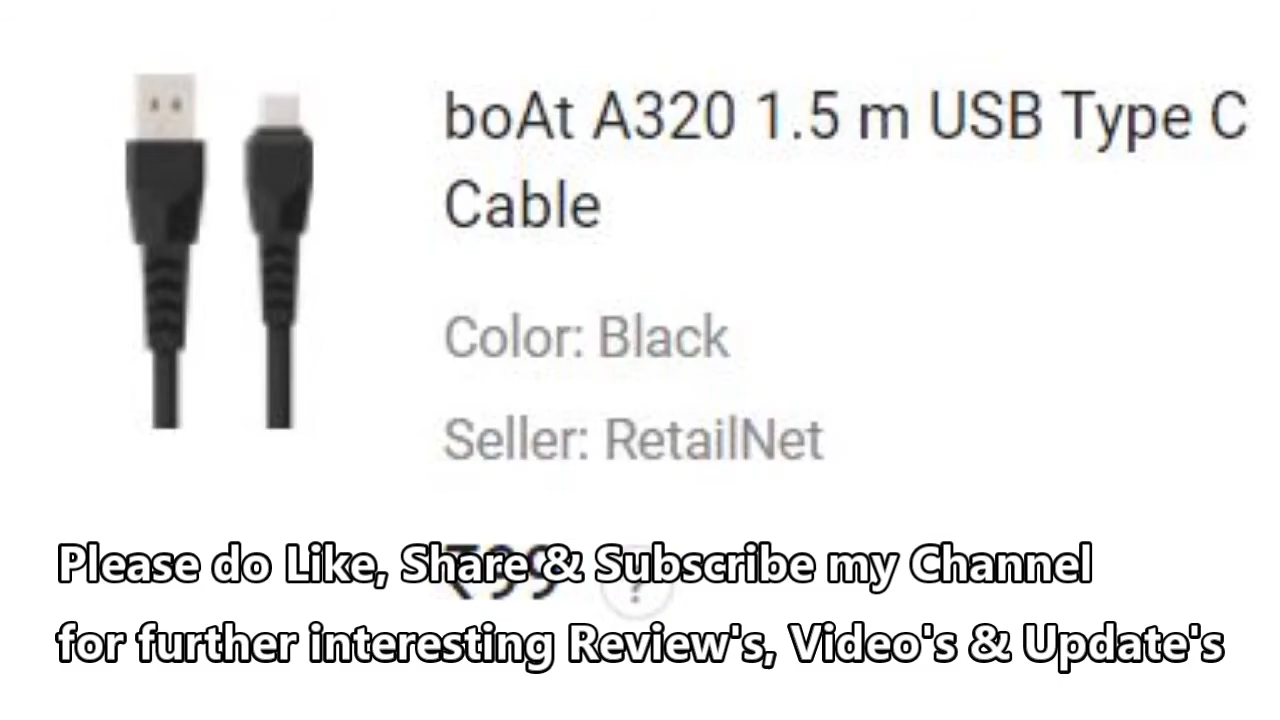 boAt A320 1.5 m USB Type C
Cable
Color: Black
Seller: RetailNet
Please do Like, Share & Subscribe my Channel
for further interesting Review's, Video's & Update's